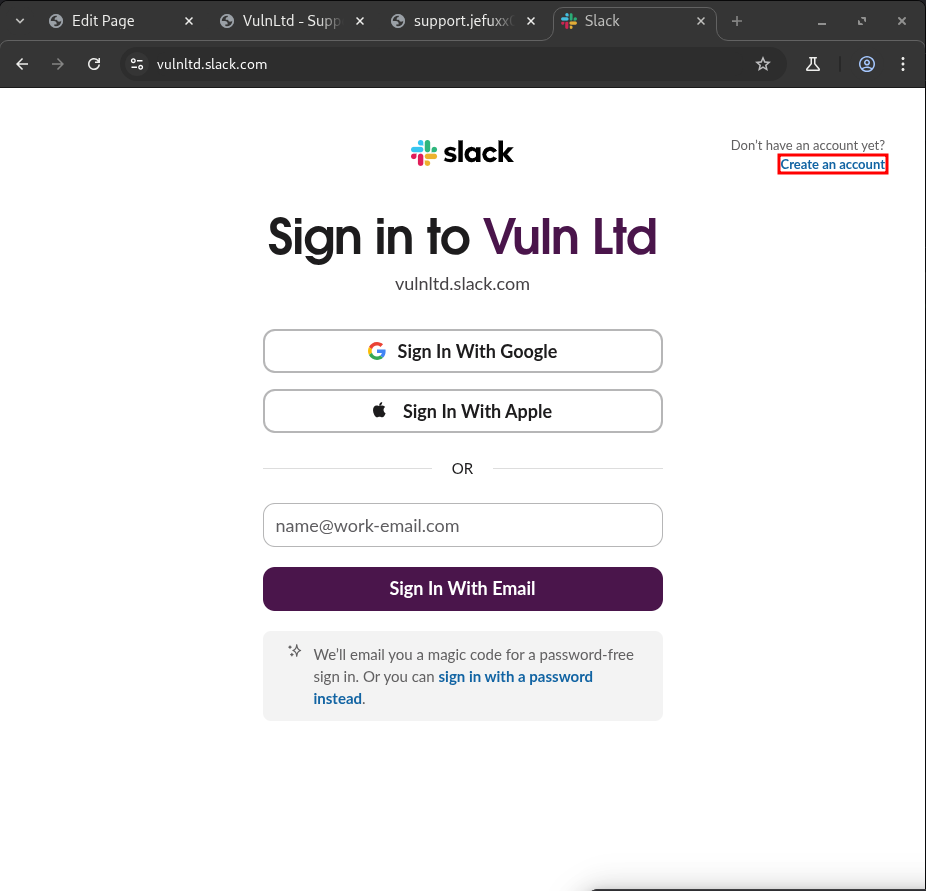 Edit Page
VulnLtd - Supp
support.jefuxx
Slack
vulnltd.slack.com
slack
Don't have an account yet?
Create an account
Sign in to Vuln Ltd
vulnltd.slack.com
Sign In With Google
Sign In With Apple
OR
name@work-email.com
Sign In With Email
We'll email you a magic code for a password-free
sign in. Or you can sign in with a password
instead.